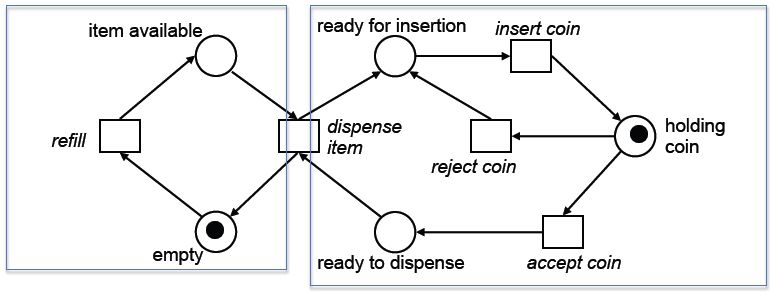 item available
ready for insertion
insert coin
refill
dispense
item
reject coin
holding
coin
empty
ready to dispense
accept coin